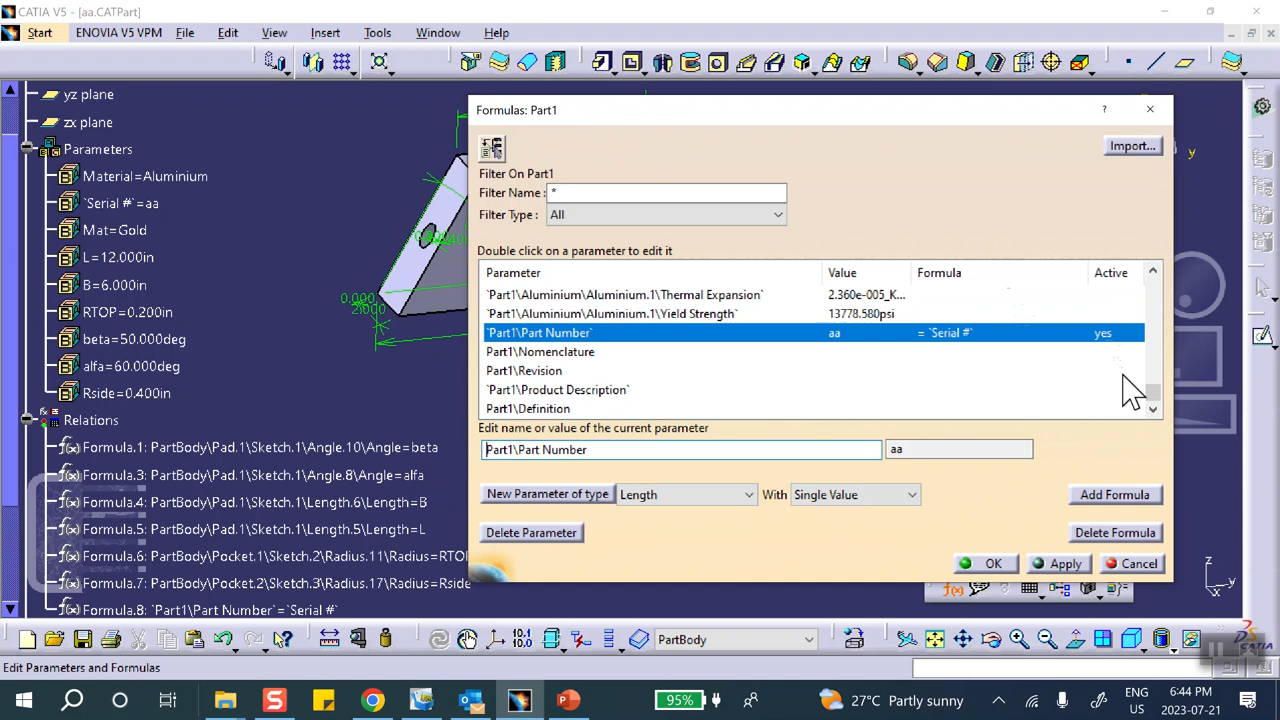 CATIA V5 - [aa.CATPart]
Start ENOVIA V5 VPM File Edit View Insert Tools Window Help
yz plane
zx plane
Parameters
Material=Aluminium
`Serial #`=aa
Mat=Gold
L=12.000in
B=6.000in
RTOP=0.200in
beta=50.000deg
alfa=60.000deg
Rside=0.400in
Relations
Formula.1: PartBody\Pad.1\Sketch.1\Angle.10\Angle=beta
Formula.3: PartBody\Pad.1\Sketch.1\Angle.8\Angle=alfa
Formula.4: PartBody\Pad.1\Sketch.1\Length.6\Length=B
Formula.5: PartBody\Pad.1\Sketch.1\Length.5\Length=L
Formula.6: PartBody\Pocket.1\Sketch.2\Radius.11\Radius=RTO
Formula.7: PartBody\Pocket.2\Sketch.3\Radius.17\Radius=Rside
Formula.8: `Part1\Part Number`=`Serial #`
0.000
2.000
y
Formulas: Part1
?
Import...
Filter On Part1
Filter Name : *
Filter Type : All
Double click on a parameter to edit it
Parameter Value Formula Active
`Part1\Aluminium\Aluminium.1\Thermal Expansion` 2.360e-005_K...
`Part1\Aluminium\Aluminium.1\Yield Strength` 13778.580psi
`Part1\Part Number` aa = `Serial #` yes
Part1\Nomenclature
Part1\Revision
`Part1\Product Description`
Part1\Definition
Edit name or value of the current parameter
Part1\Part Number aa
New Parameter of type Length With Single Value Add Formula
Delete Parameter Delete Formula
OK Apply Cancel
z
y
x
f(x)
10.1
10:1
PartBody
CATIA
Edit Parameters and Formulas
95%
27°C Partly sunny
ENG
US
6:44 PM
2023-07-21